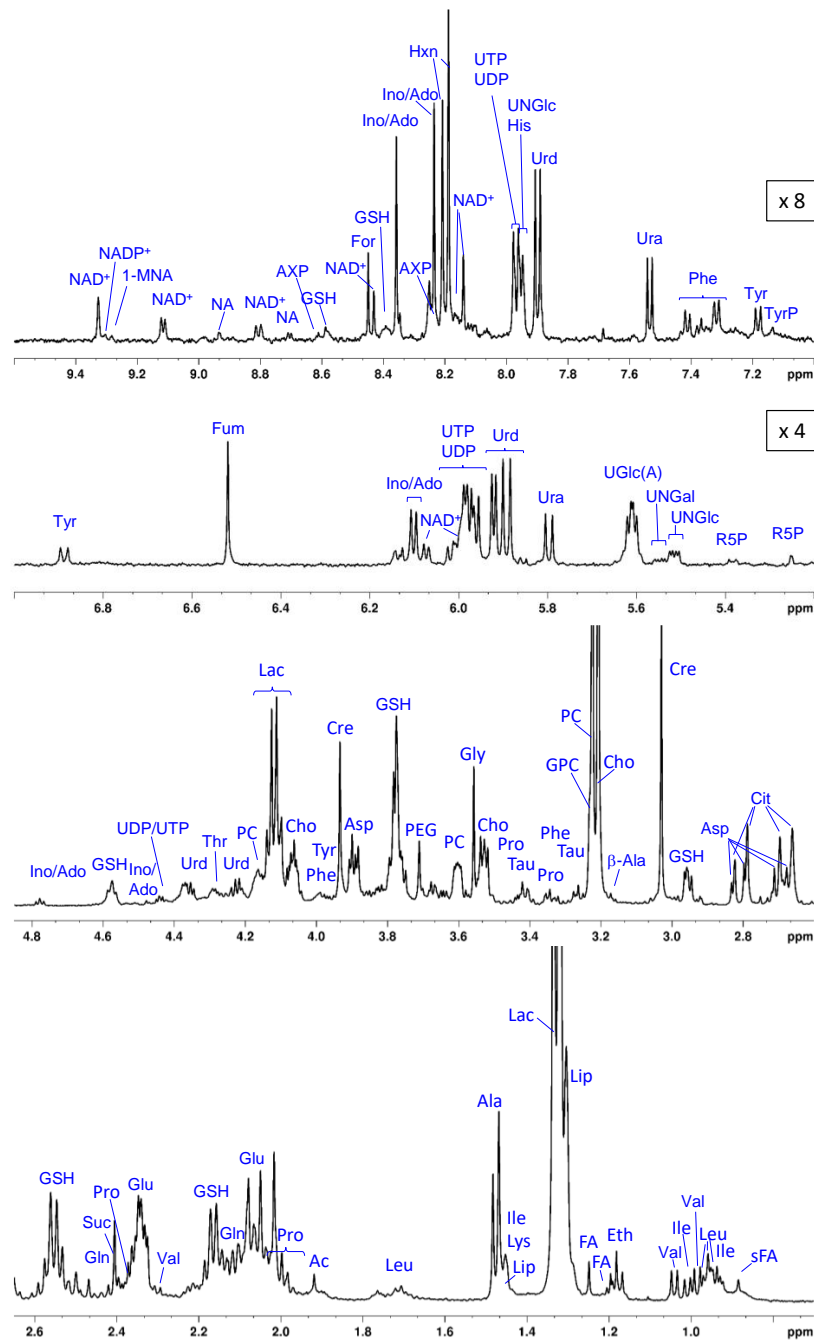 Hxn
UTP
UDP
Ino/Ado
UNGlc
His
Ino/Ado
Urd
x 8
GSH
NAD⁺
NADP⁺
For
Ura
1-MNA
NAD⁺
AXP
NAD⁺
AXP
Phe
NAD⁺
NA
NAD⁺
NA
GSH
Tyr
TyrP
9.4 9.2 9.0 8.8 8.6 8.4 8.2 8.0 7.8 7.6 7.4 7.2 ppm
Fum
UTP
UDP
Urd
x 4
Ino/Ado
UGlc(A)
Ura
UNGal
UNGlc
Tyr
NAD⁺
R5P
R5P
6.8 6.6 6.4 6.2 6.0 5.8 5.6 5.4 ppm
Lac
Cre
GSH
PC
Cre
Gly
GPC
Cho
Cit
UDP/UTP
Thr
PC
Cho
Asp
PEG
PC
Cho
Pro
Phe
Asp
Ino/Ado
GSH
Ino/
Ado
Urd
Urd
Tyr
Phe
Tau
Pro
Tau
β-Ala
GSH
4.8 4.6 4.4 4.2 4.0 3.8 3.6 3.4 3.2 3.0 2.8 ppm
Lac
Lip
Ala
GSH
Pro
Glu
GSH
Glu
Suc
Gln
Val
Gln
Pro
Ac
Leu
Ile
Lys
Lip
FA
FA
Eth
Val
Ile
Val
Leu
Ile
sFA
2.6 2.4 2.2 2.0 1.8 1.6 1.4 1.2 1.0 ppm